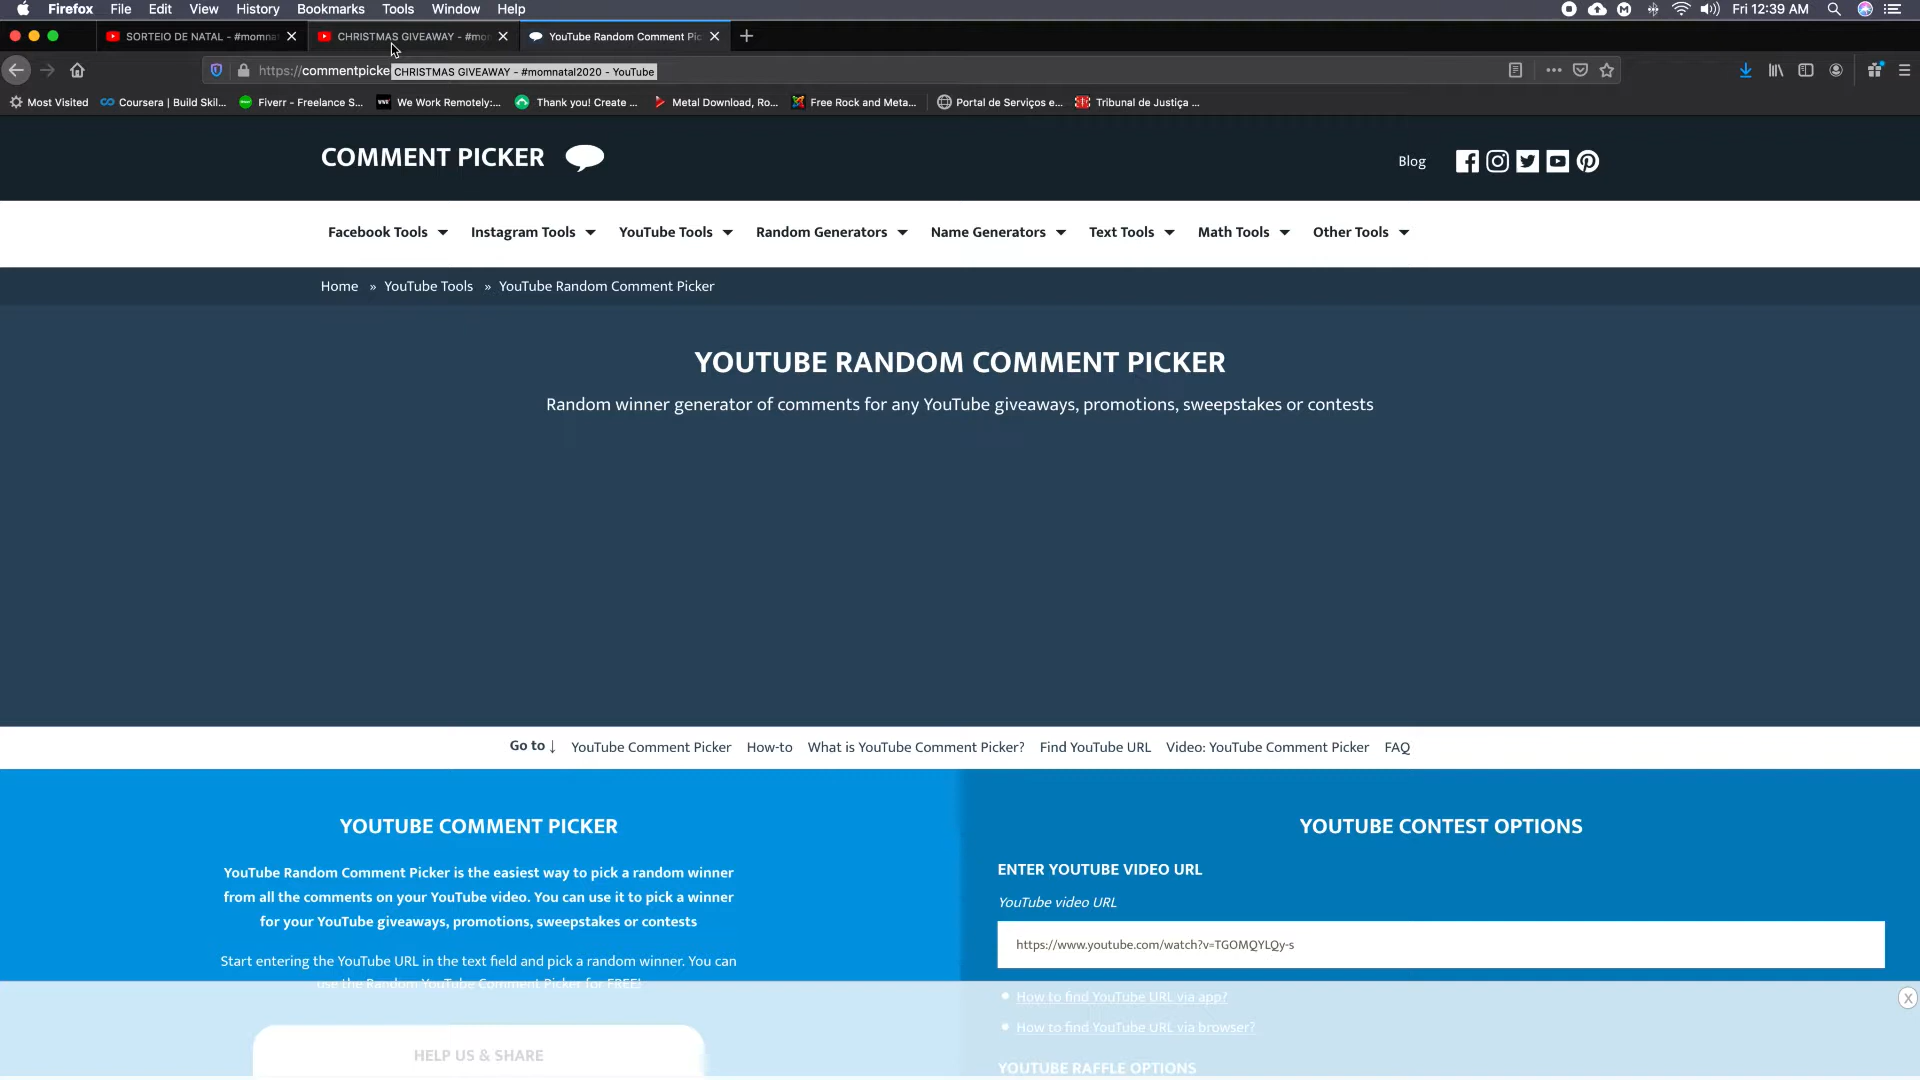 Firefox File Edit View History Bookmarks Tools Window Help Fri 12:39 AM
SORTEIO DE NATAL - #momna CHRISTMAS GIVEAWAY - #mo YouTube Random Comment Pic
https://commentpicke
CHRISTMAS GIVEAWAY - #momnatal2020 - YouTube
Most Visited Coursera | Build Skil... Fiverr - Freelance S... We Work Remotely:... Thank you! Create ... Metal Download, Ro... Free Rock and Meta... Portal de Serviços e... Tribunal de Justiça ...
COMMENT PICKER
Blog
Facebook Tools Instagram Tools YouTube Tools Random Generators Name Generators Text Tools Math Tools Other Tools
Home » YouTube Tools » YouTube Random Comment Picker
YOUTUBE RANDOM COMMENT PICKER
Random winner generator of comments for any YouTube giveaways, promotions, sweepstakes or contests
Go to ↓ YouTube Comment Picker How-to What is YouTube Comment Picker? Find YouTube URL Video: YouTube Comment Picker FAQ
YOUTUBE COMMENT PICKER
YouTube Random Comment Picker is the easiest way to pick a random winner
from all the comments on your YouTube video. You can use it to pick a winner
for your YouTube giveaways, promotions, sweepstakes or contests
Start entering the YouTube URL in the text field and pick a random winner. You can
use the Random YouTube Comment Picker for FREE!
HELP US & SHARE
YOUTUBE CONTEST OPTIONS
ENTER YOUTUBE VIDEO URL
YouTube video URL
https://www.youtube.com/watch?v=TGOMQYLQy-s
How to find YouTube URL via app?
How to find YouTube URL via browser?
YOUTUBE RAFFLE OPTIONS
X